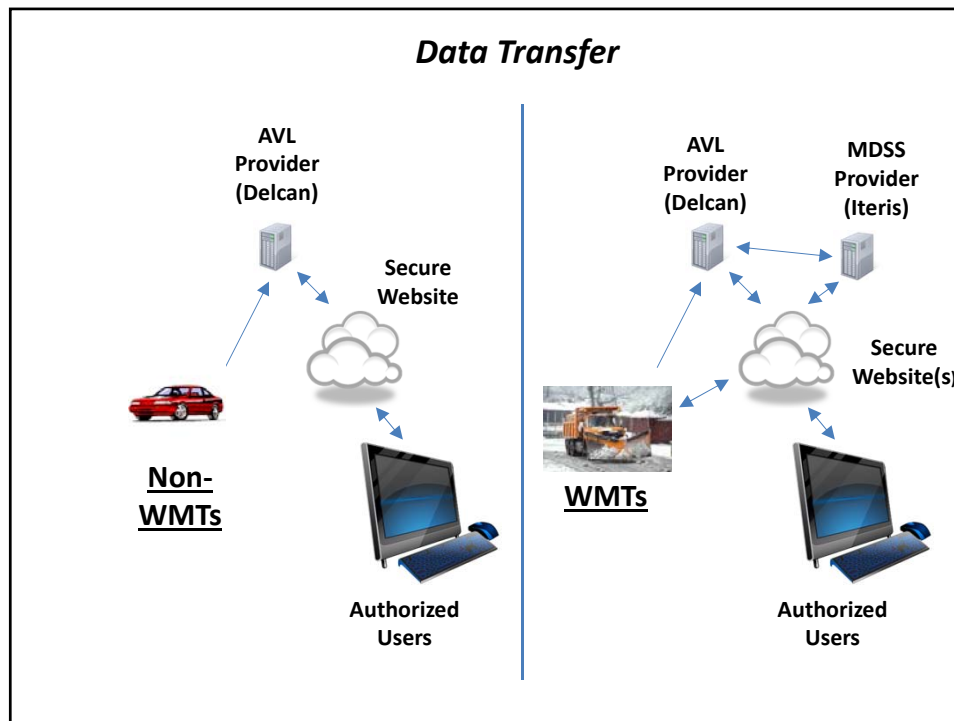 Data Transfer
AVL
Provider
(Delcan)
Secure
Website
Non-
WMTs
Authorized
Users
AVL
Provider
(Delcan)
MDSS
Provider
(Iteris)
Secure
Website(s)
WMTs
Authorized
Users